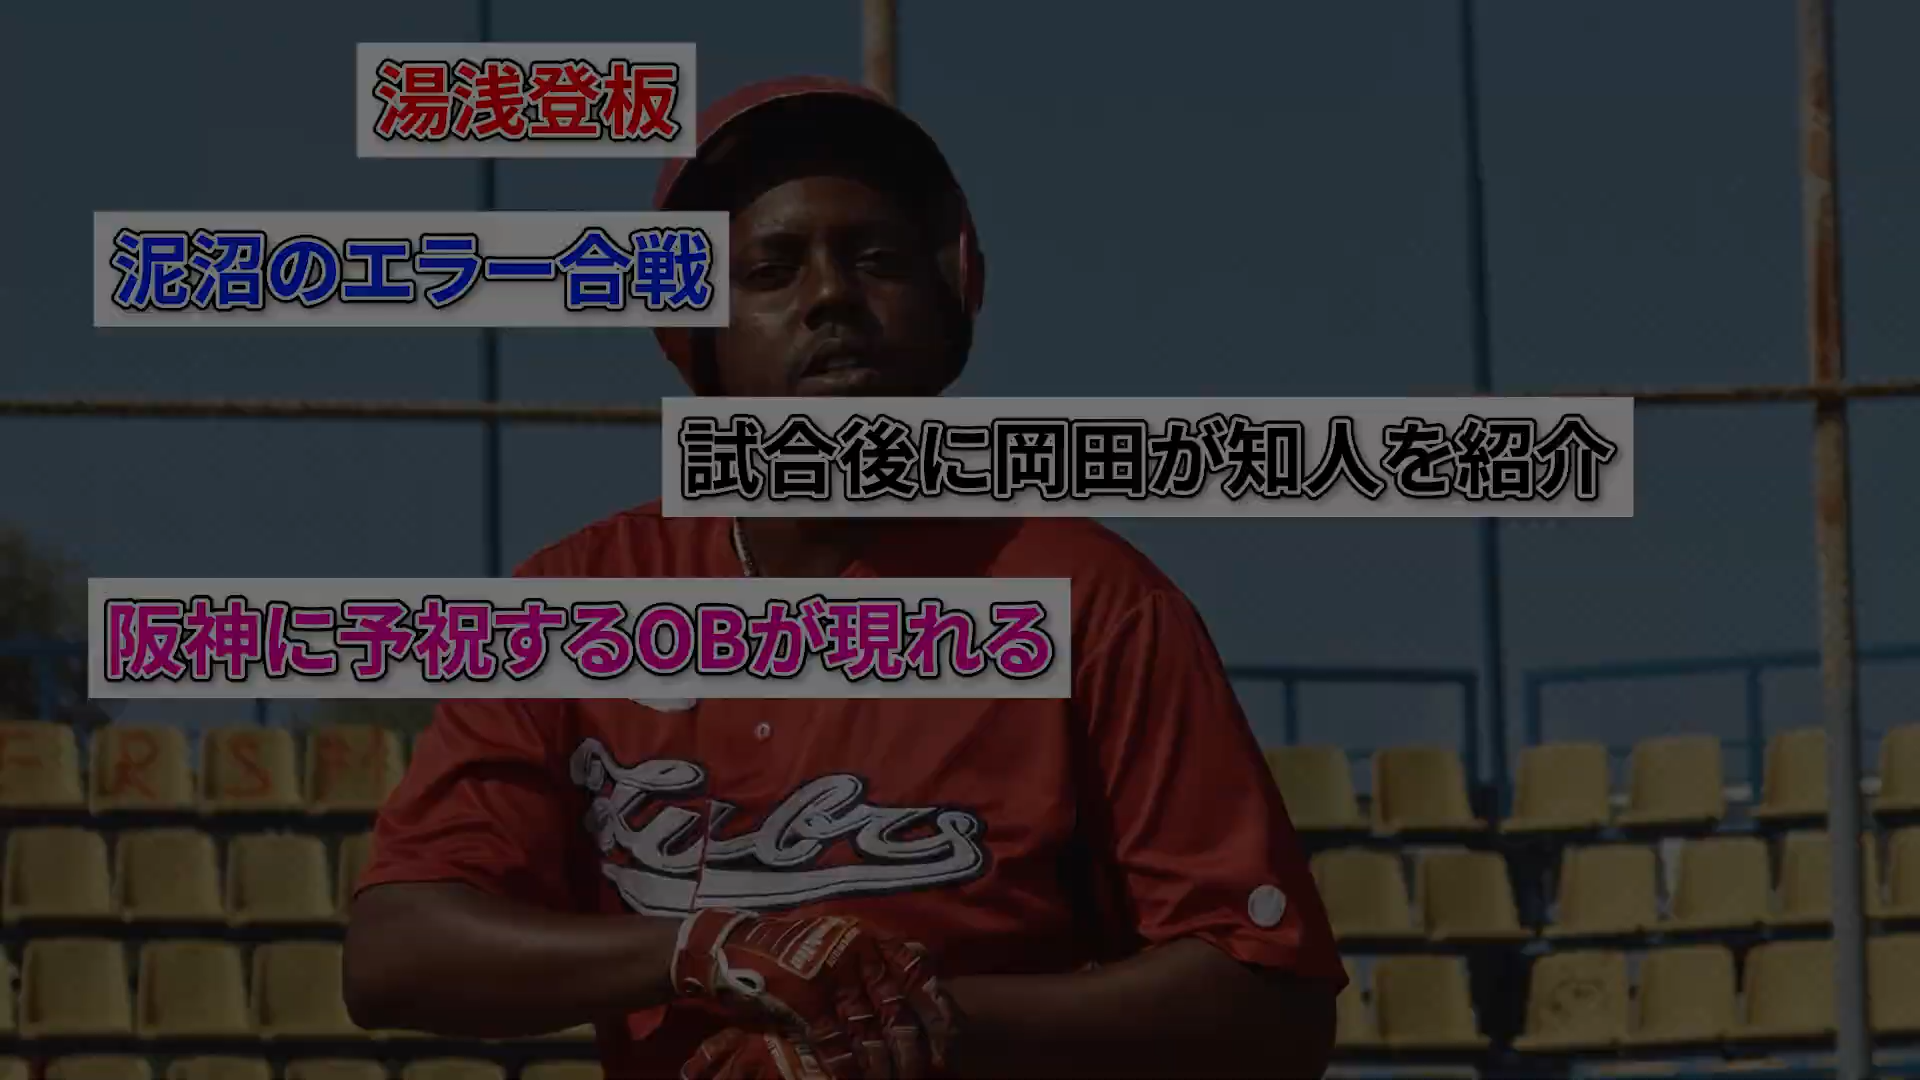 湯浅登板
泥沼のエラー合戦
試合後に岡田が知人を紹介
阪神に予祝するOBが現れる
F R S